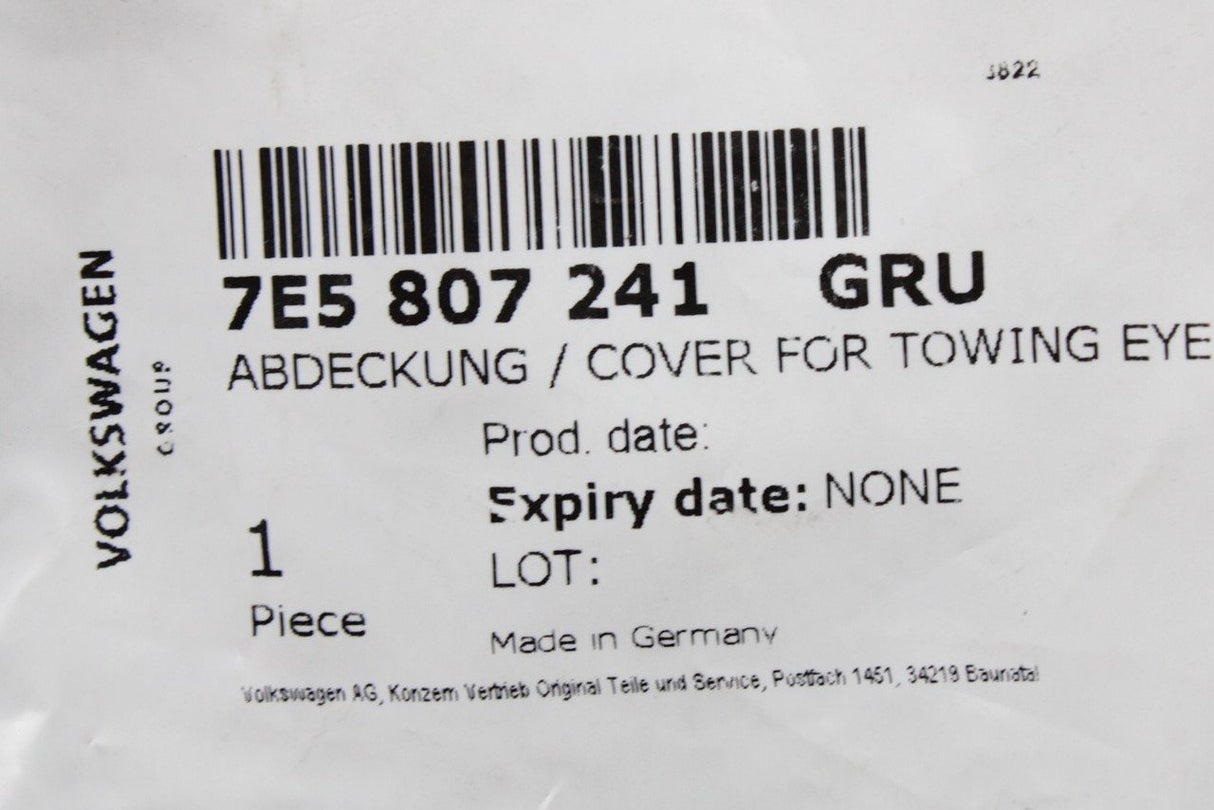 3822
7E5 807 241 GRU
ABDECKUNG / COVER FOR TOWING EYE
Prod. date:
Expiry date: NONE
LOT:
1
Piece
Made in Germany
Volkswagen AG, Konzern Vertrieb Original Teile und Service, Postfach 1451, 34219 Baunatal
VOLKSWAGEN
GROUP